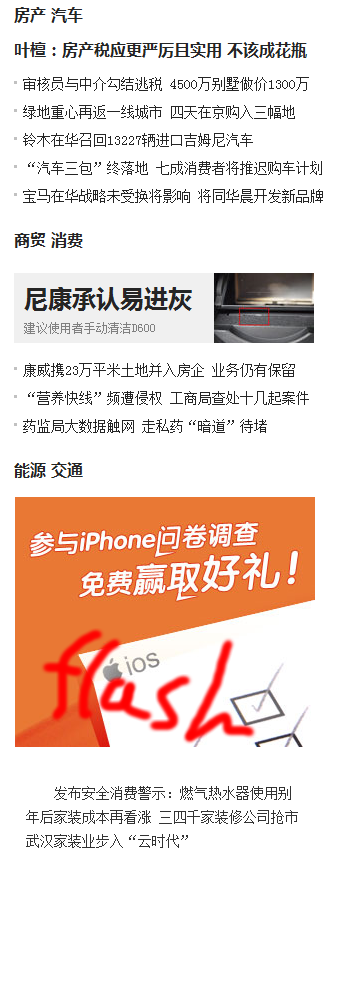 房产 汽车
叶檀：房产税应更严厉且实用 不该成花瓶
审核员与中介勾结逃税 4500万别墅做价1300万
绿地重心再返一线城市 四天在京购入三幅地
铃木在华召回13227辆进口吉姆尼汽车
“汽车三包”终落地 七成消费者将推迟购车计划
宝马在华战略未受换将影响 将同华晨开发新品牌
商贸 消费
尼康承认易进灰
建议使用者手动清洁D600
康威携23万平米土地并入房企 业务仍有保留
“营养快线”频遭侵权 工商局查处十几起案件
药监局大数据触网 走私药“暗道”待堵
能源 交通
参与iPhone问卷调查
免费赢取好礼！
ios
flash
发布安全消费警示：燃气热水器使用别
年后家装成本再看涨 三四千家装修公司抢市
武汉家装业步入“云时代”